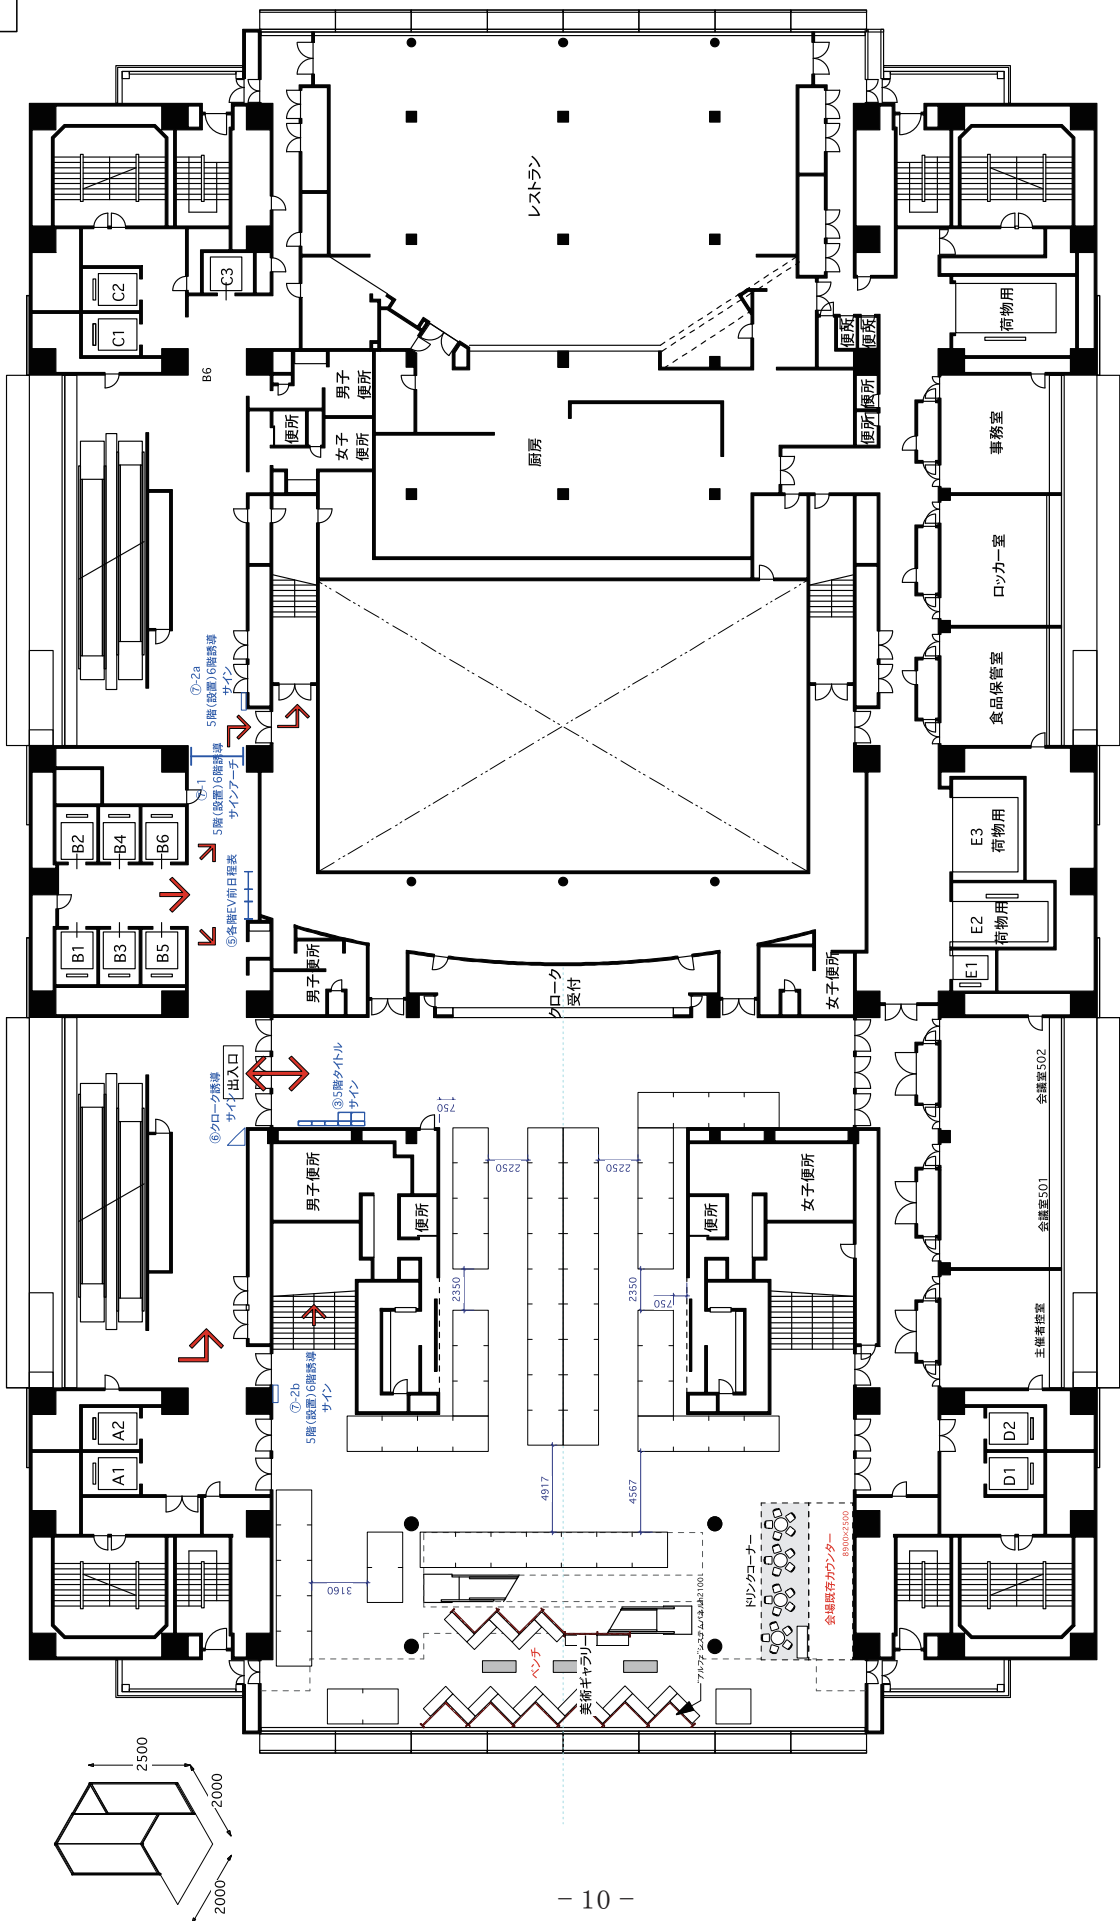 レストラン
C3
C2
C1
荷物用
便所
便所
B6
男子
便所
便所
便所
事務室
便所
女子
便所
厨房
ロッカー室
⑦-2a
5階(設置)6階誘導
サイン
食品保管室
⑦-1
5階(設置)6階誘導
サインアーチ
B2
B4
B6
E3
荷物用
⑤各階EV前日程表
B1
B3
B5
E2
荷物用
E1
男子便所
クローク
受付
女子便所
⑥クローク誘導
サイン
出入口
③5階タイトル
サイン
750
会議室502
2250
2250
男子便所
女子便所
便所
便所
会議室501
2350
2350
750
主催者控室
⑦-2b
5階(設置)6階誘導
サイン
A2
A1
D2
D1
4917
4567
3160
ドリンクコーナー
会場既存カウンター
8900×2500
ベンチ
美術ギャラリー
2500
2000
2000
－10－